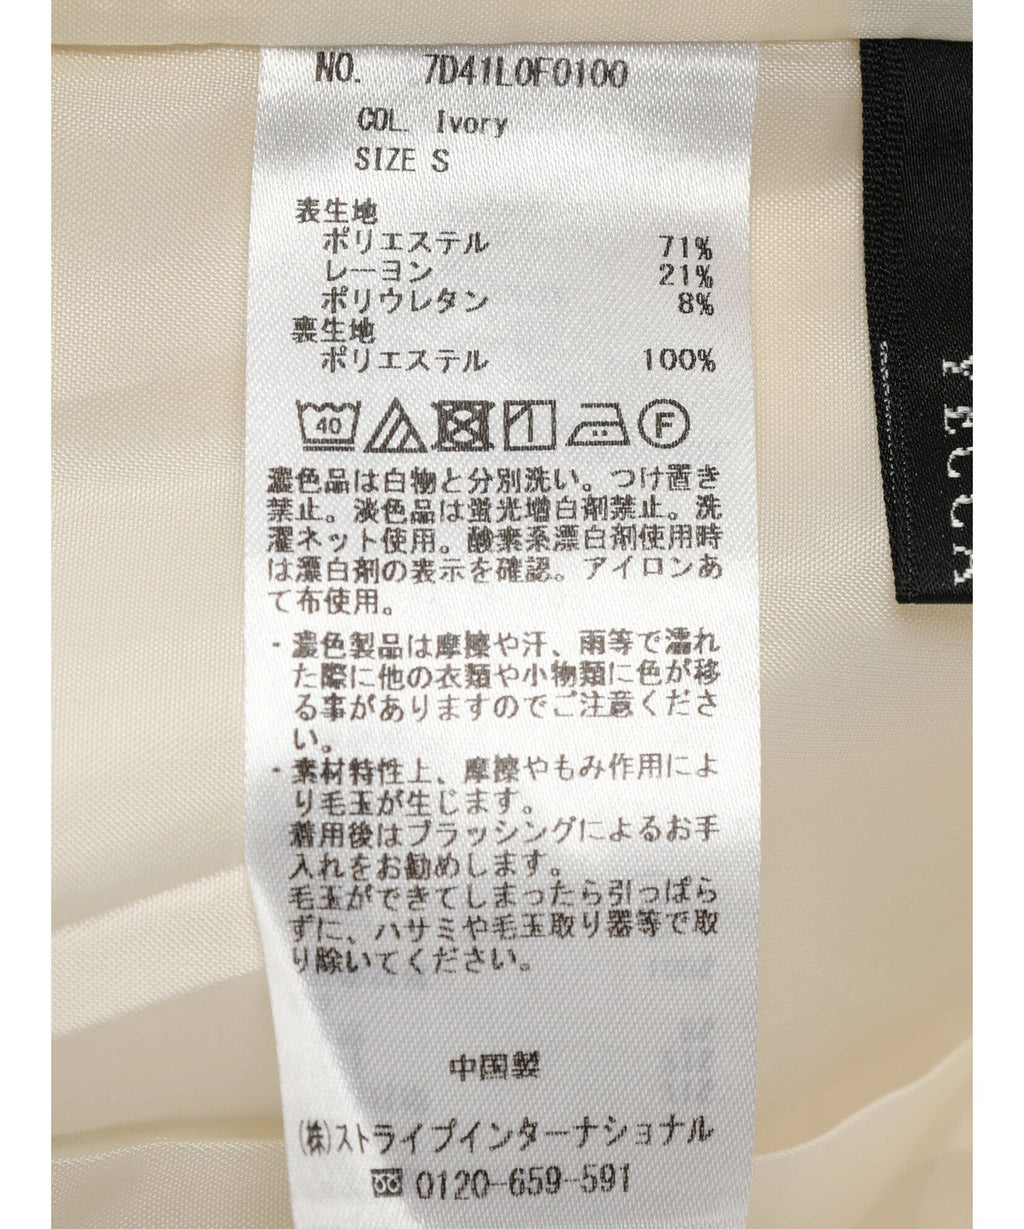 NO. 7D41L0F0100
COL Ivory
SIZE S
表生地
ポリエステル 71%
レーヨン 21%
ポリウレタン 8%
裏生地
ポリエステル 100%
40 F
濃色品は白物と分別洗い。つけ置き
禁止。淡色品は蛍光増白剤禁止。洗
濯ネット使用。酸素系漂白剤使用時
は漂白剤の表示を確認。アイロンあ
て布使用。
・濃色製品は摩擦や汗、雨等で濡れ
た際に他の衣類や小物類に色が移
る事がありますのでご注意くださ
い。
・素材特性上、摩擦やもみ作用によ
り毛玉が生じます。
着用後はブラッシングによるお手
入れをお勧めします。
毛玉ができてしまったら引っぱら
ずに、ハサミや毛玉取り器等で取
り除いてください。
中国製
(株)ストライプインターナショナル
0120-659-591
YECCA